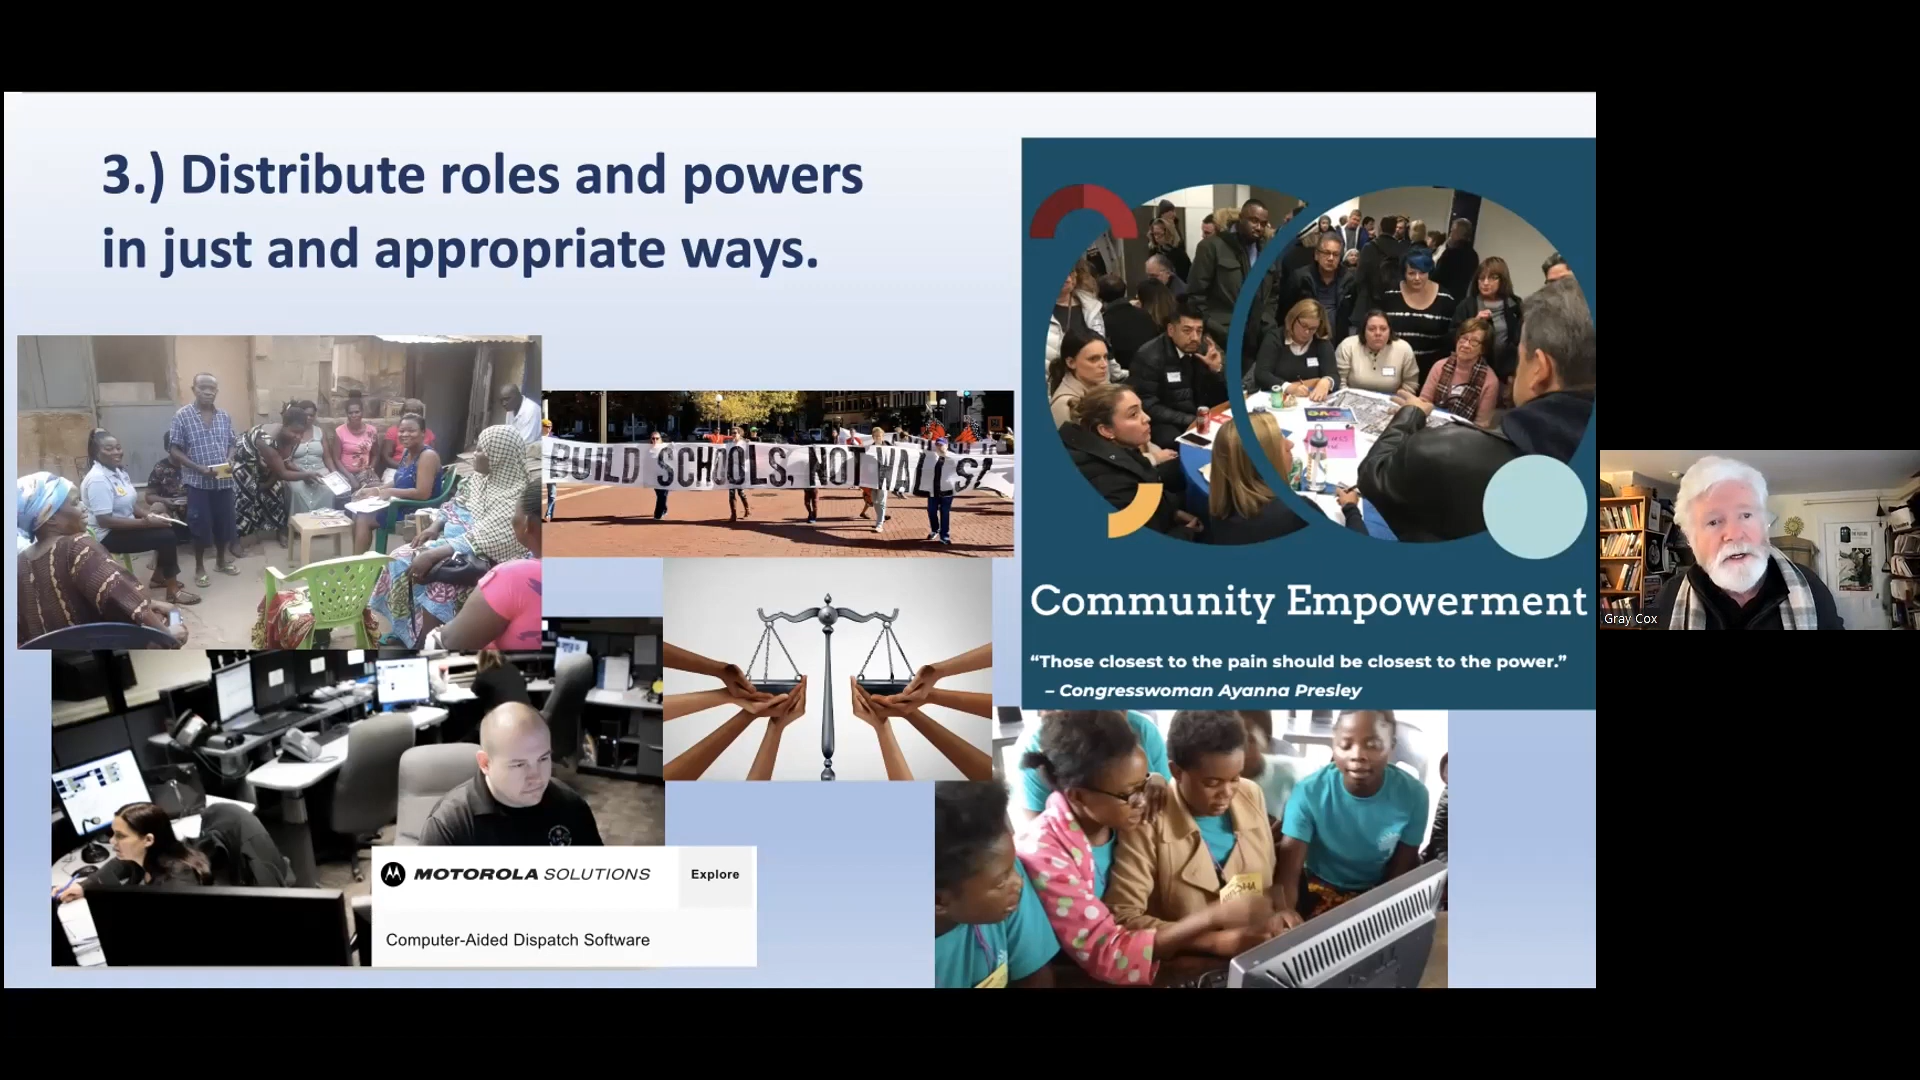 3.) Distribute roles and powers
in just and appropriate ways.
BUILD SCHOOLS, NOT WALLS!
Community Empowerment
“Those closest to the pain should be closest to the power.”
– Congresswoman Ayanna Presley
MOTOROLA SOLUTIONS
Explore
Computer-Aided Dispatch Software
Gray Cox